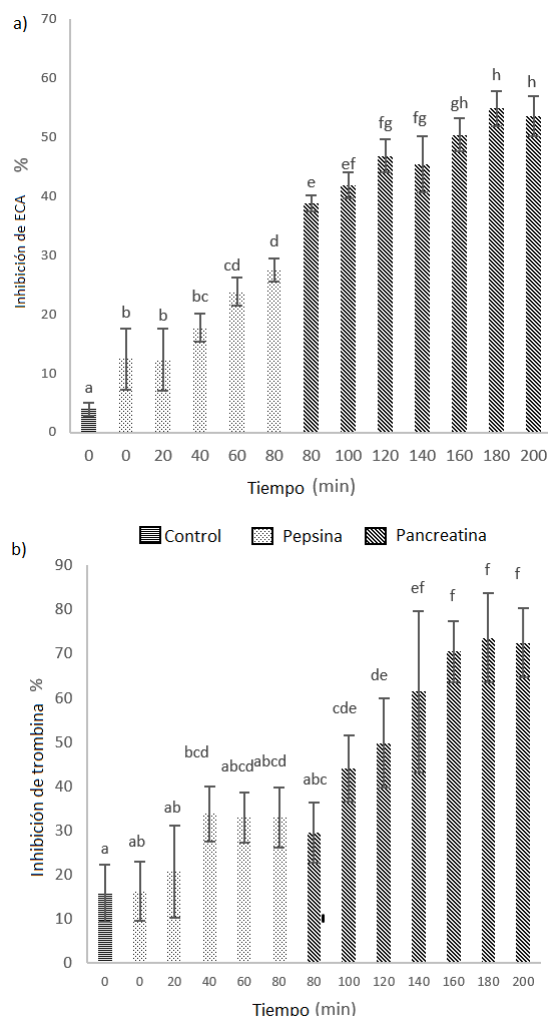 a)
70
60
50
40
30
20
10
0
Inhibición de ECA %
a
b
b
bc
cd
d
e
ef
fg
fg
gh
h
h
0 0 20 40 60 80 80 100 120 140 160 180 200
Tiempo (min)
Control Pepsina Pancreatina
b)
90
80
70
60
50
40
30
20
10
0
Inhibición de trombina %
a
ab
ab
bcd
abcd
abcd
abc
cde
de
ef
f
f
f
0 0 20 40 60 80 80 100 120 140 160 180 200
Tiempo (min)